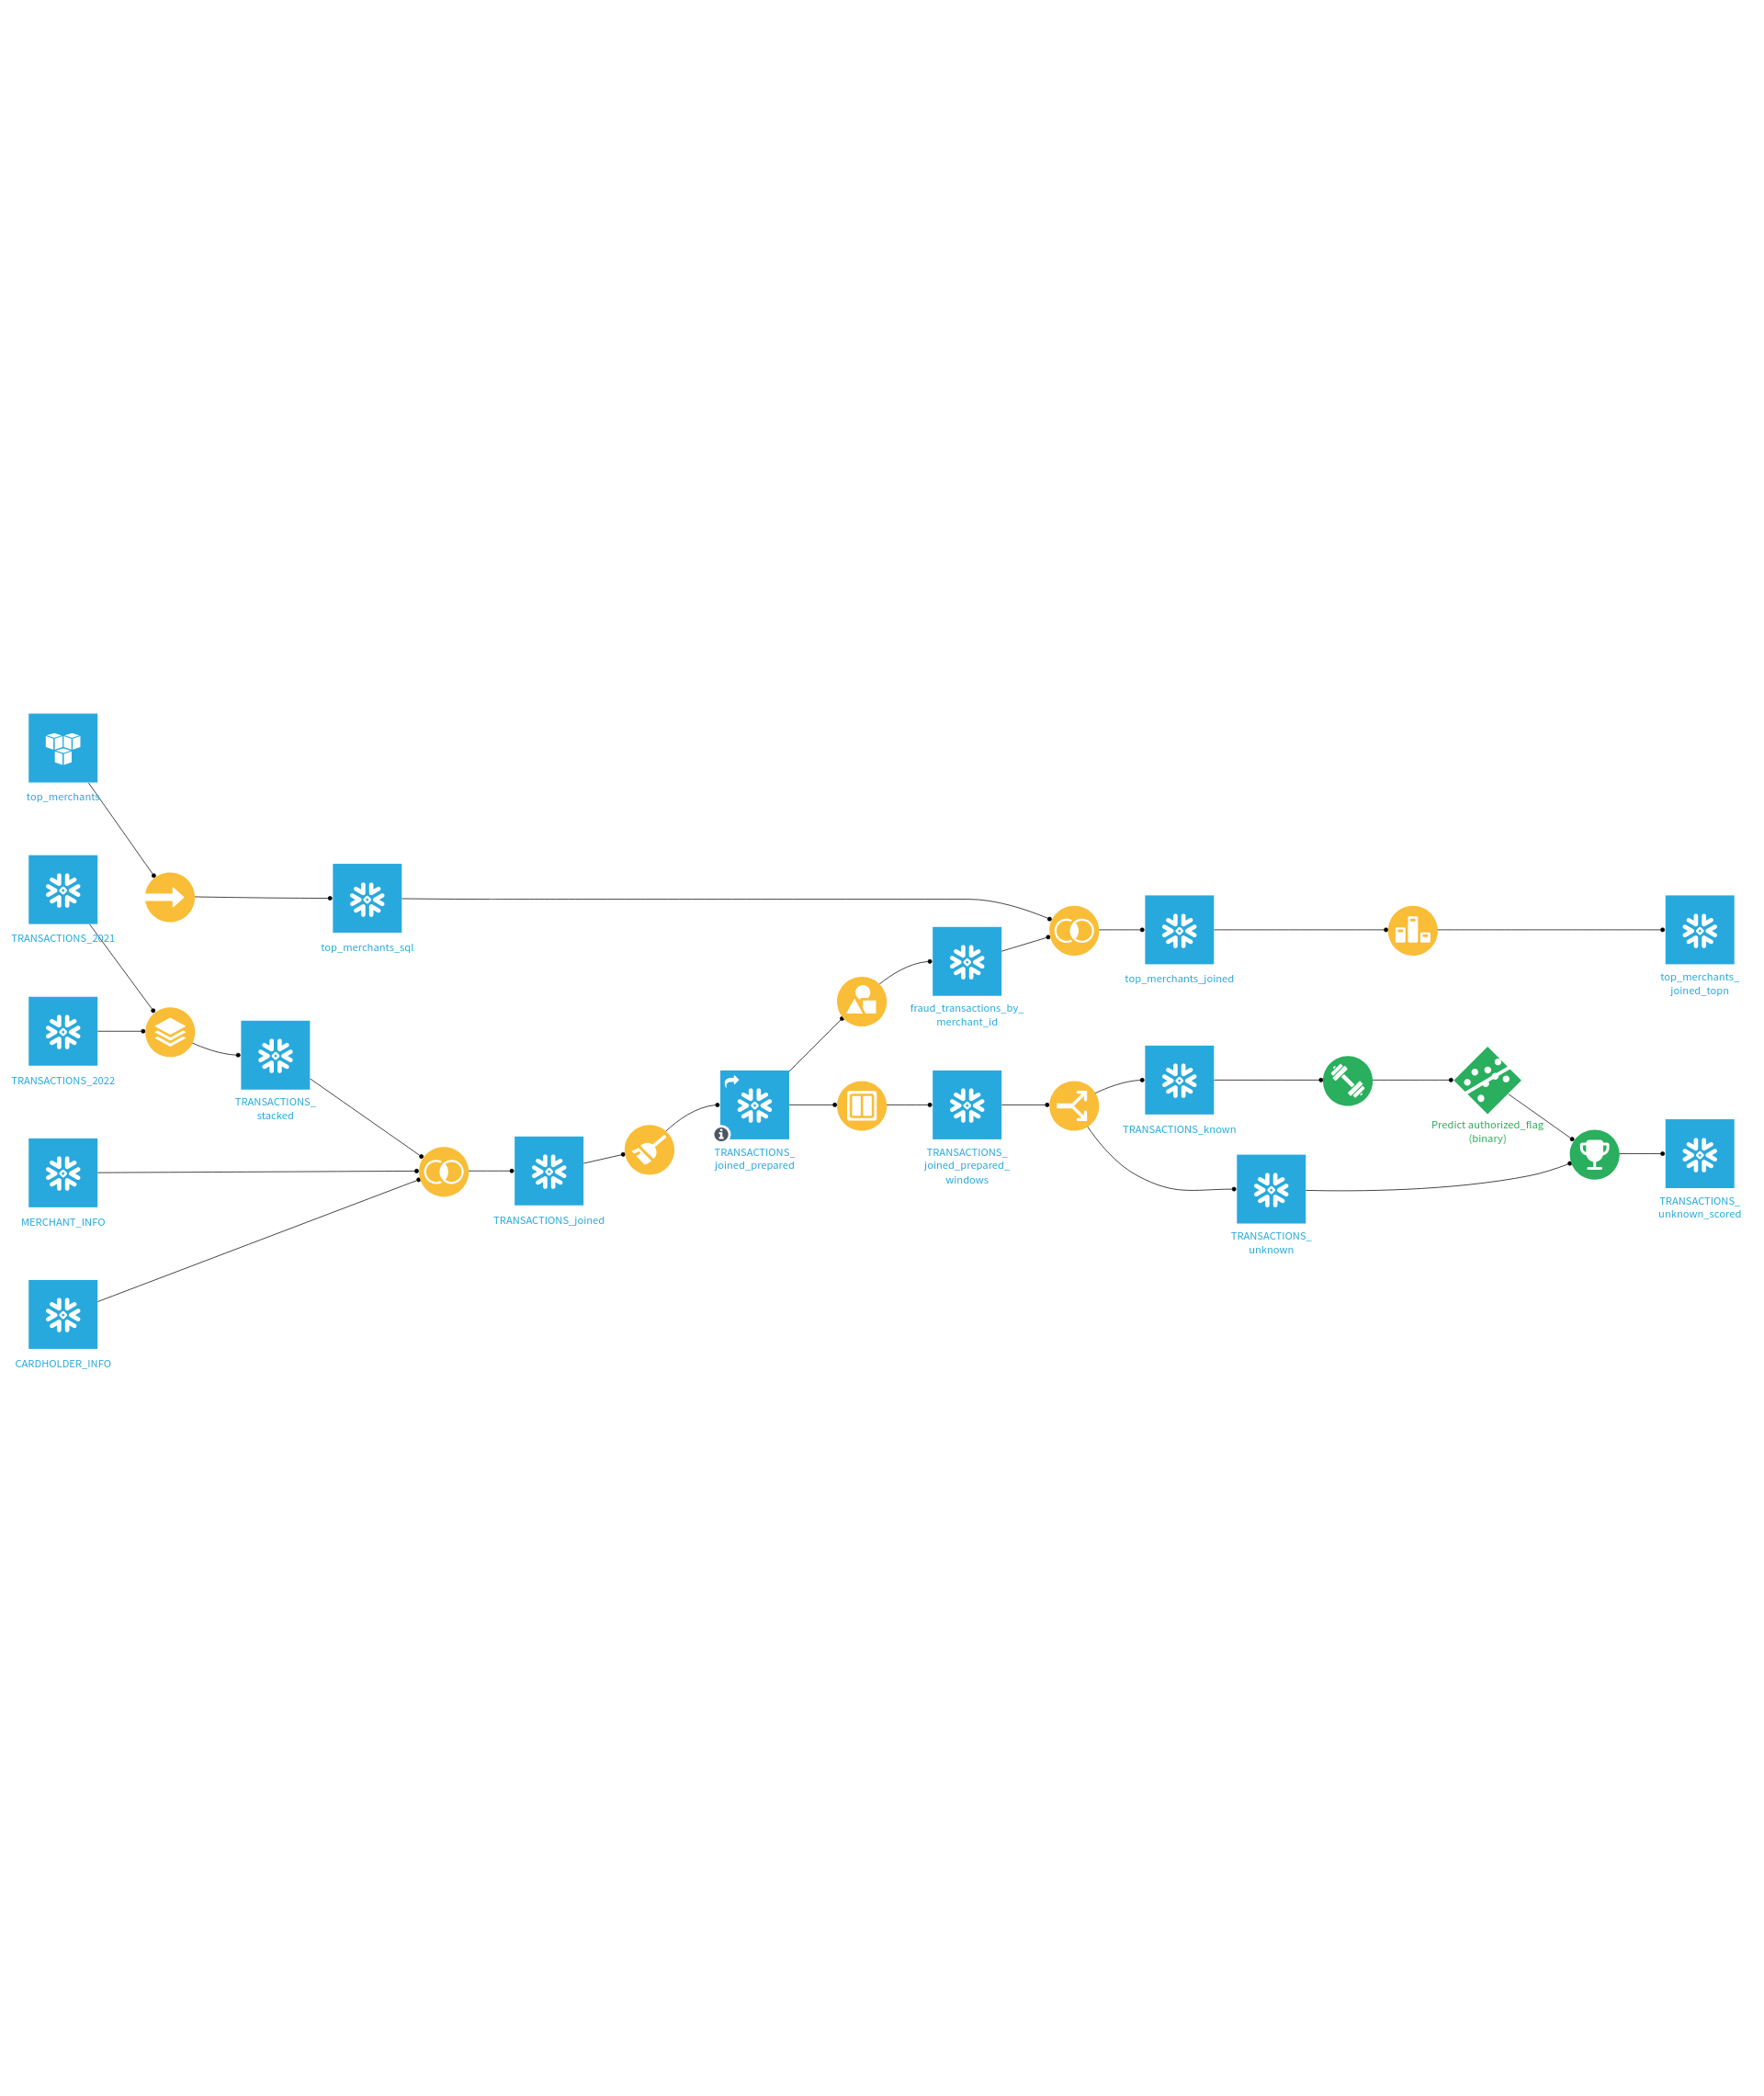 top_merchants
TRANSACTIONS_2021
top_merchants_sql
TRANSACTIONS_2022
TRANSACTIONS_
stacked
MERCHANT_INFO
CARDHOLDER_INFO
TRANSACTIONS_joined
TRANSACTIONS_
joined_prepared
fraud_transactions_by_
merchant_id
TRANSACTIONS_
joined_prepared_
windows
top_merchants_joined
TRANSACTIONS_known
TRANSACTIONS_
unknown
Predict authorized_flag
(binary)
top_merchants_
joined_topn
TRANSACTIONS_
unknown_scored